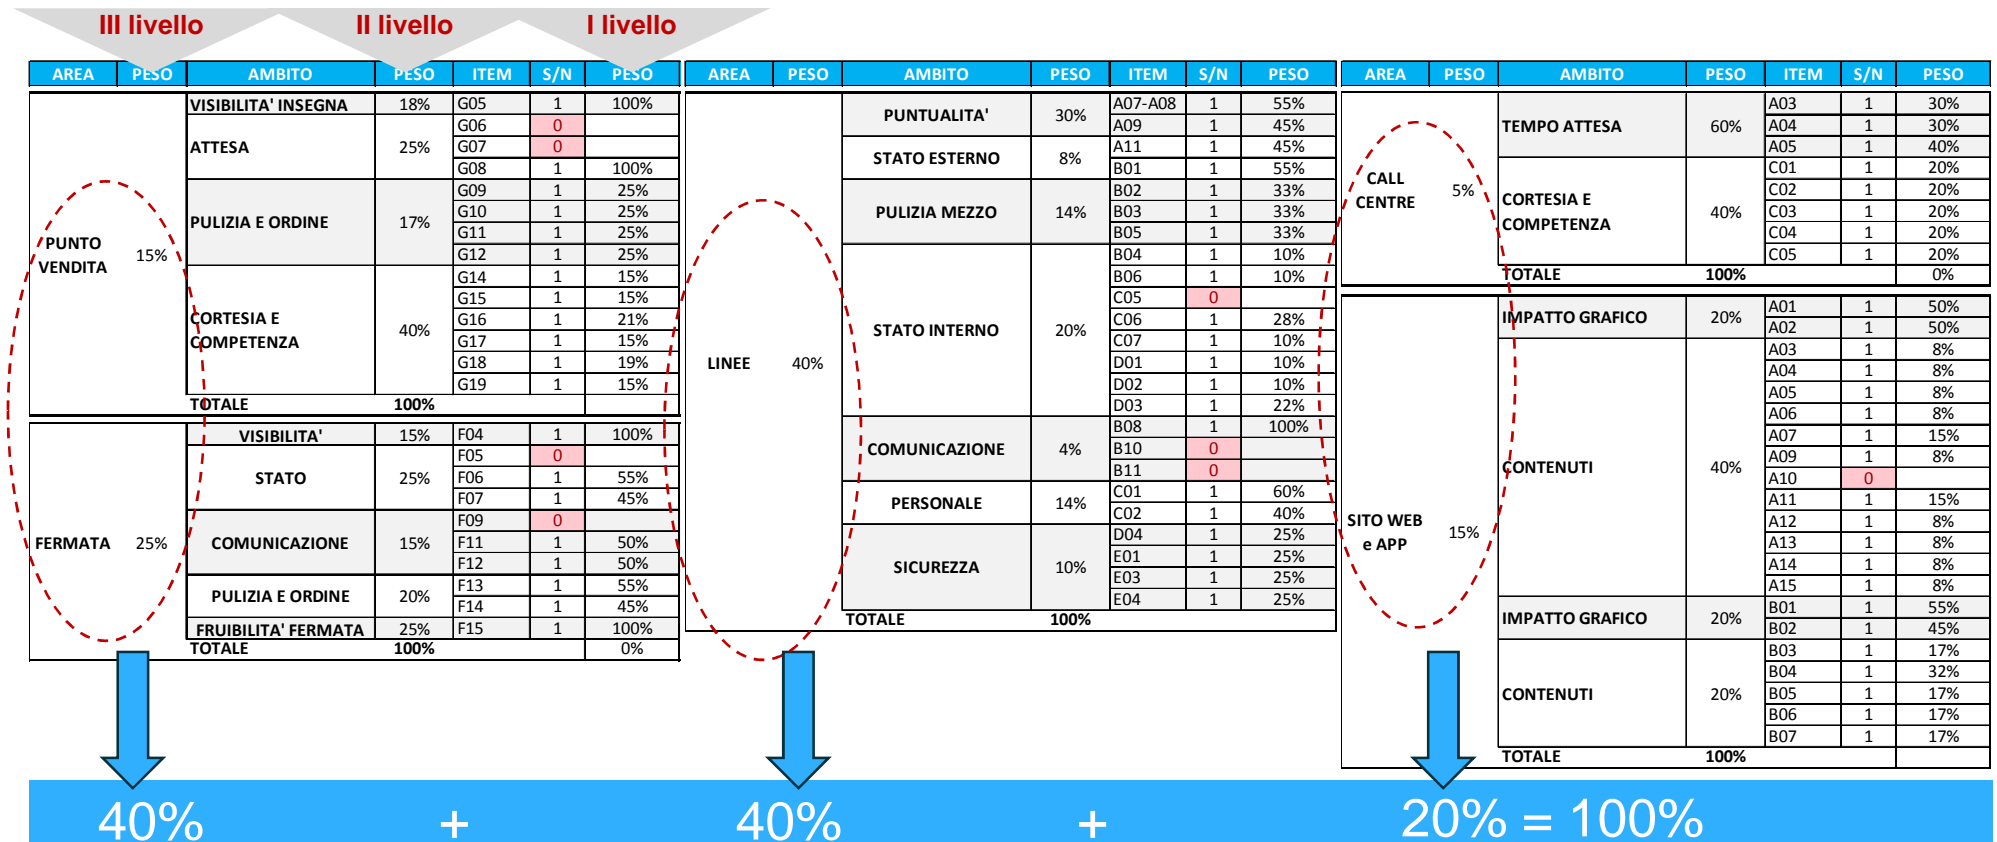 III livello II livello I livello
AREA PESO AMBITO PESO ITEM S/N PESO
PUNTO VENDITA 15%
VISIBILITA' INSEGNA 18% G05 1 100%
ATTESA 25% G06 0
G07 0
G08 1 100%
PULIZIA E ORDINE 17% G09 1 25%
G10 1 25%
G11 1 25%
G12 1 25%
CORTESIA E COMPETENZA 40% G14 1 15%
G15 1 15%
G16 1 21%
G17 1 15%
G18 1 19%
G19 1 15%
TOTALE 100%
FERMATA 25%
VISIBILITA' 15% F04 1 100%
STATO 25% F05 0
F06 1 55%
F07 1 45%
COMUNICAZIONE 15% F09 0
F11 1 50%
F12 1 50%
PULIZIA E ORDINE 20% F13 1 55%
F14 1 45%
FRUIBILITA' FERMATA 25% F15 1 100%
TOTALE 100% 0%
AREA PESO AMBITO PESO ITEM S/N PESO
LINEE 40%
PUNTUALITA' 30% A07-A08 1 55%
A09 1 45%
STATO ESTERNO 8% A11 1 45%
B01 1 55%
PULIZIA MEZZO 14% B02 1 33%
B03 1 33%
B05 1 33%
STATO INTERNO 20% B04 1 10%
B06 1 10%
C05 0
C06 1 28%
C07 1 10%
D01 1 10%
D02 1 10%
D03 1 22%
COMUNICAZIONE 4% B08 1 100%
B10 0
B11 0
PERSONALE 14% C01 1 60%
C02 1 40%
SICUREZZA 10% D04 1 25%
E01 1 25%
E03 1 25%
E04 1 25%
TOTALE 100%
AREA PESO AMBITO PESO ITEM S/N PESO
CALL CENTRE 5%
TEMPO ATTESA 60% A03 1 30%
A04 1 30%
A05 1 40%
CORTESIA E COMPETENZA 40% C01 1 20%
C02 1 20%
C03 1 20%
C04 1 20%
C05 1 20%
TOTALE 100% 0%
SITO WEB e APP 15%
IMPATTO GRAFICO 20% A01 1 50%
A02 1 50%
CONTENUTI 40% A03 1 8%
A04 1 8%
A05 1 8%
A06 1 8%
A07 1 15%
A09 1 8%
A10 0
A11 1 15%
A12 1 8%
A13 1 8%
A14 1 8%
A15 1 8%
IMPATTO GRAFICO 20% B01 1 55%
B02 1 45%
CONTENUTI 20% B03 1 17%
B04 1 32%
B05 1 17%
B06 1 17%
B07 1 17%
TOTALE 100%
40% + 40% + 20% = 100%